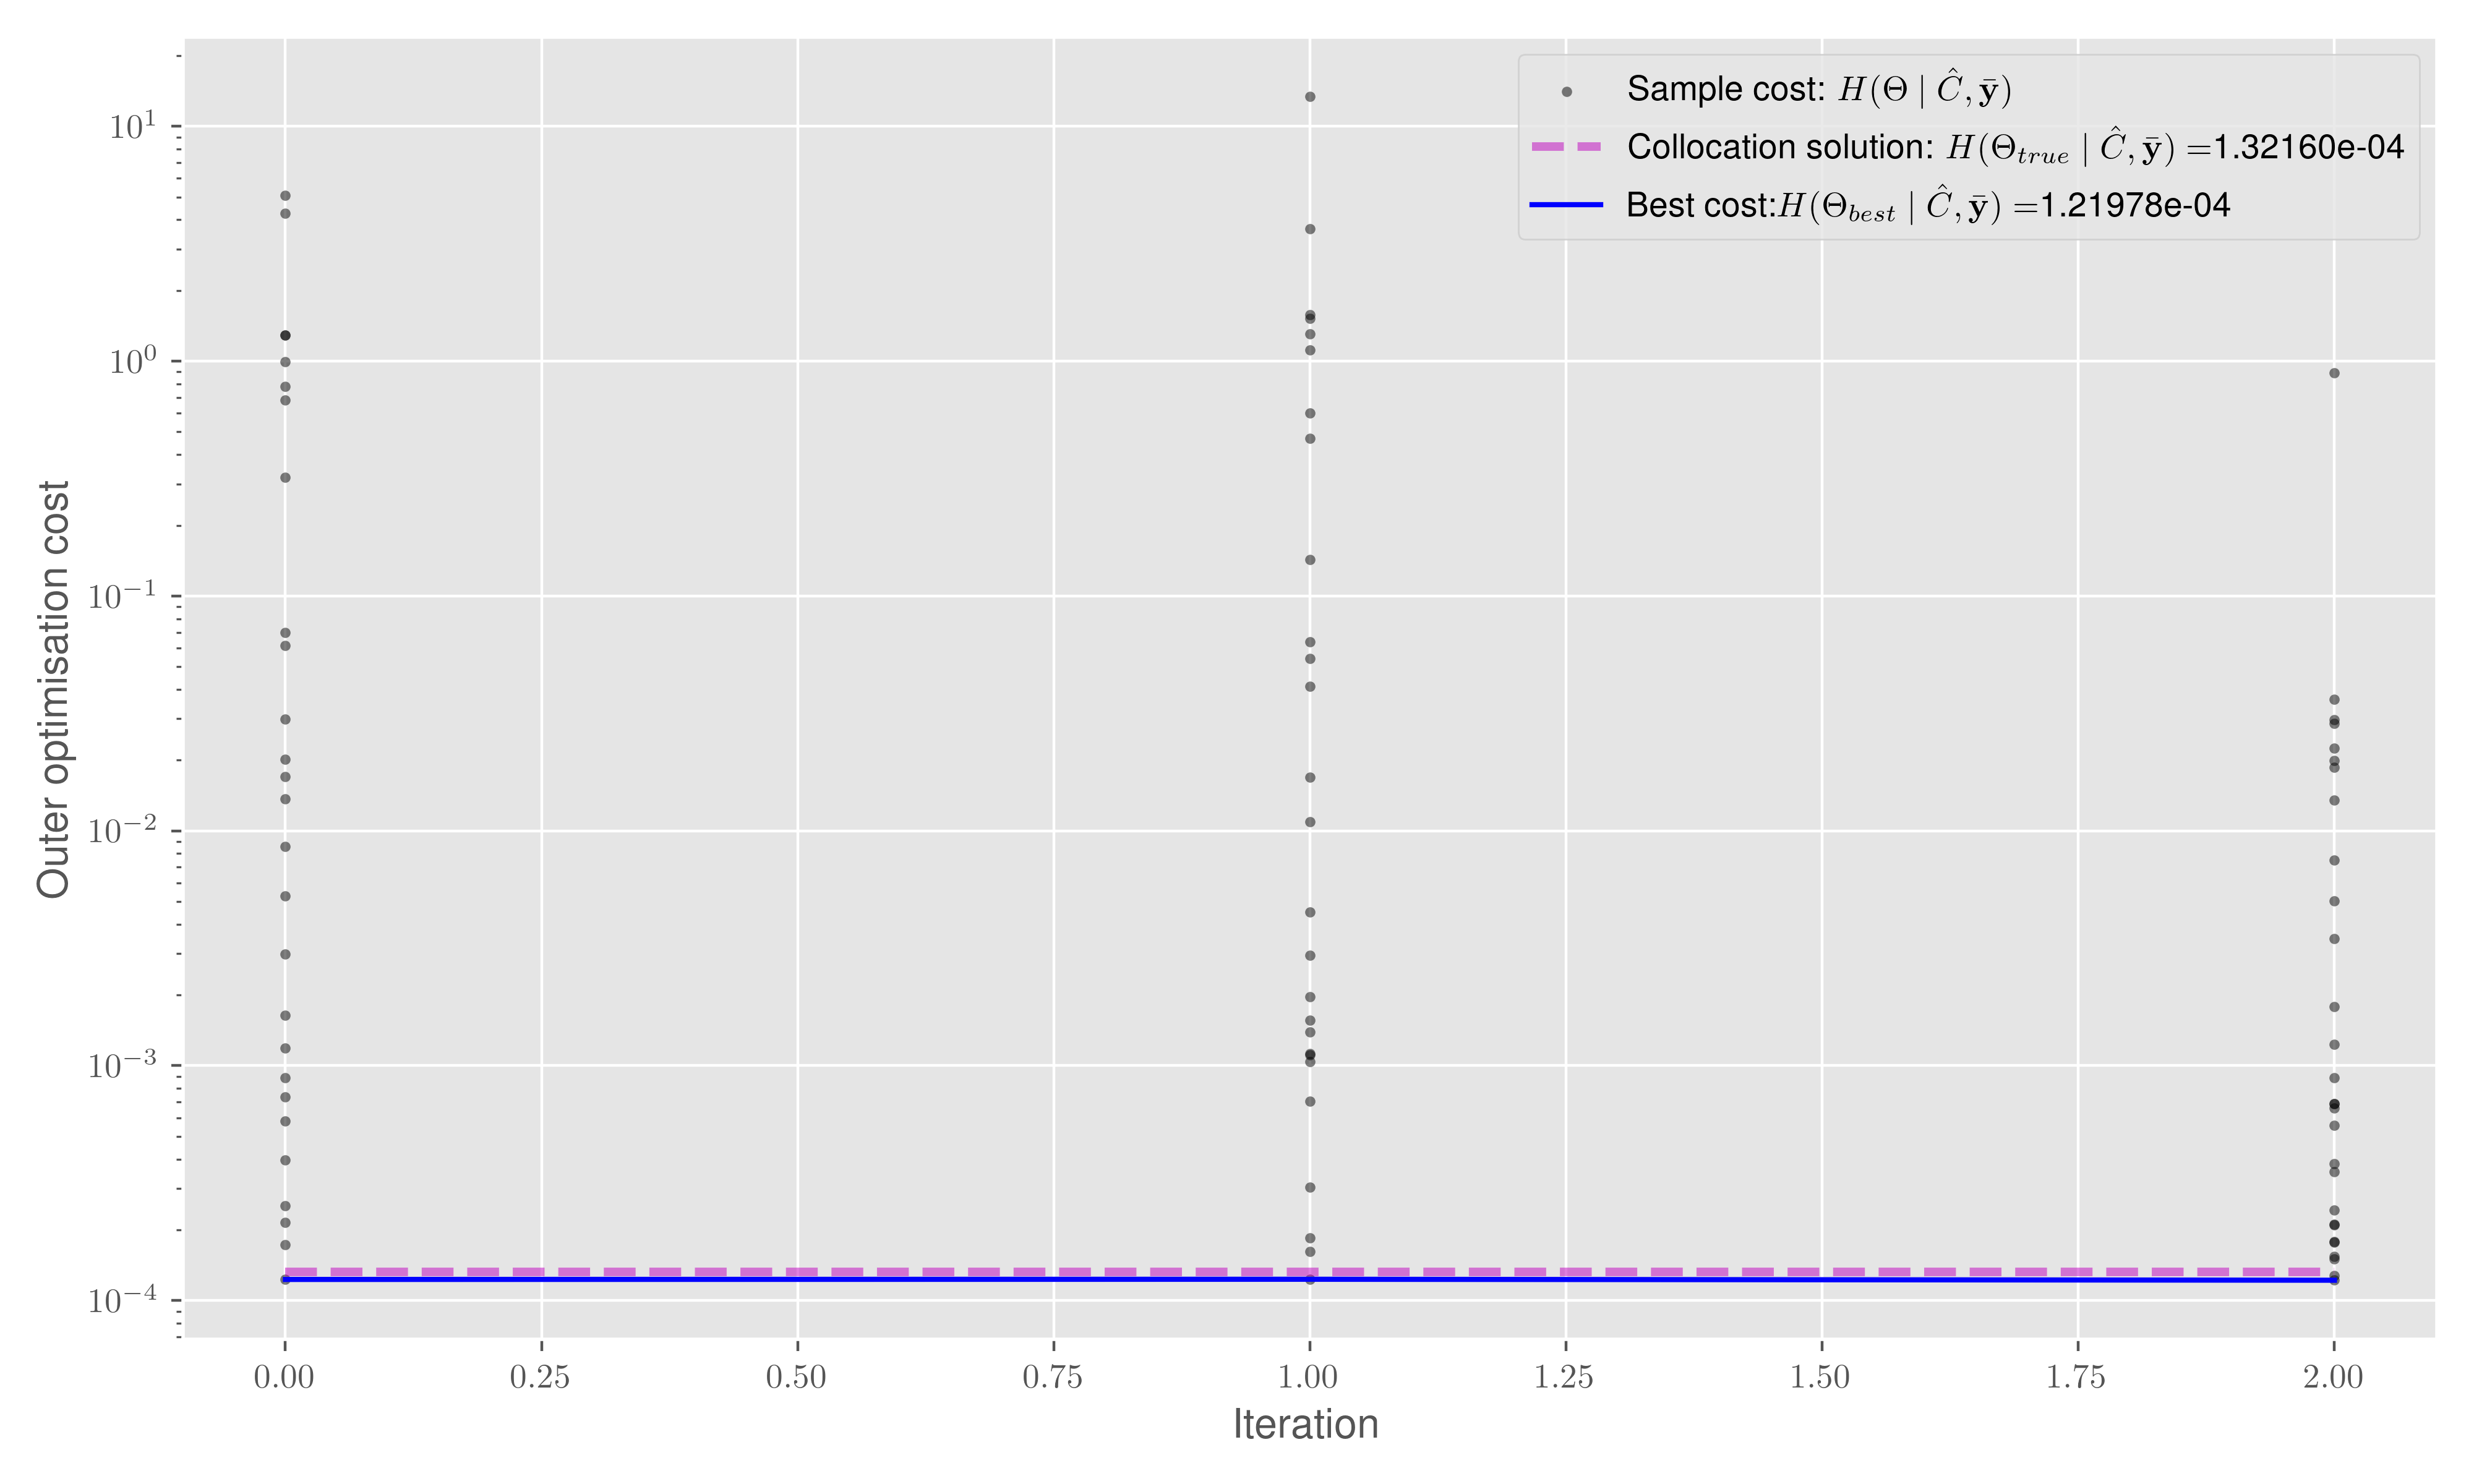 Sample cost: H(Θ | Ĉ, ȳ)
Collocation solution: H(Θ_true | Ĉ, ȳ) =1.32160e-04
Best cost:H(Θ_best | Ĉ, ȳ) =1.21978e-04
Outer optimisation cost
10^1
10^0
10^−1
10^−2
10^−3
10^−4
0.00 0.25 0.50 0.75 1.00 1.25 1.50 1.75 2.00
Iteration